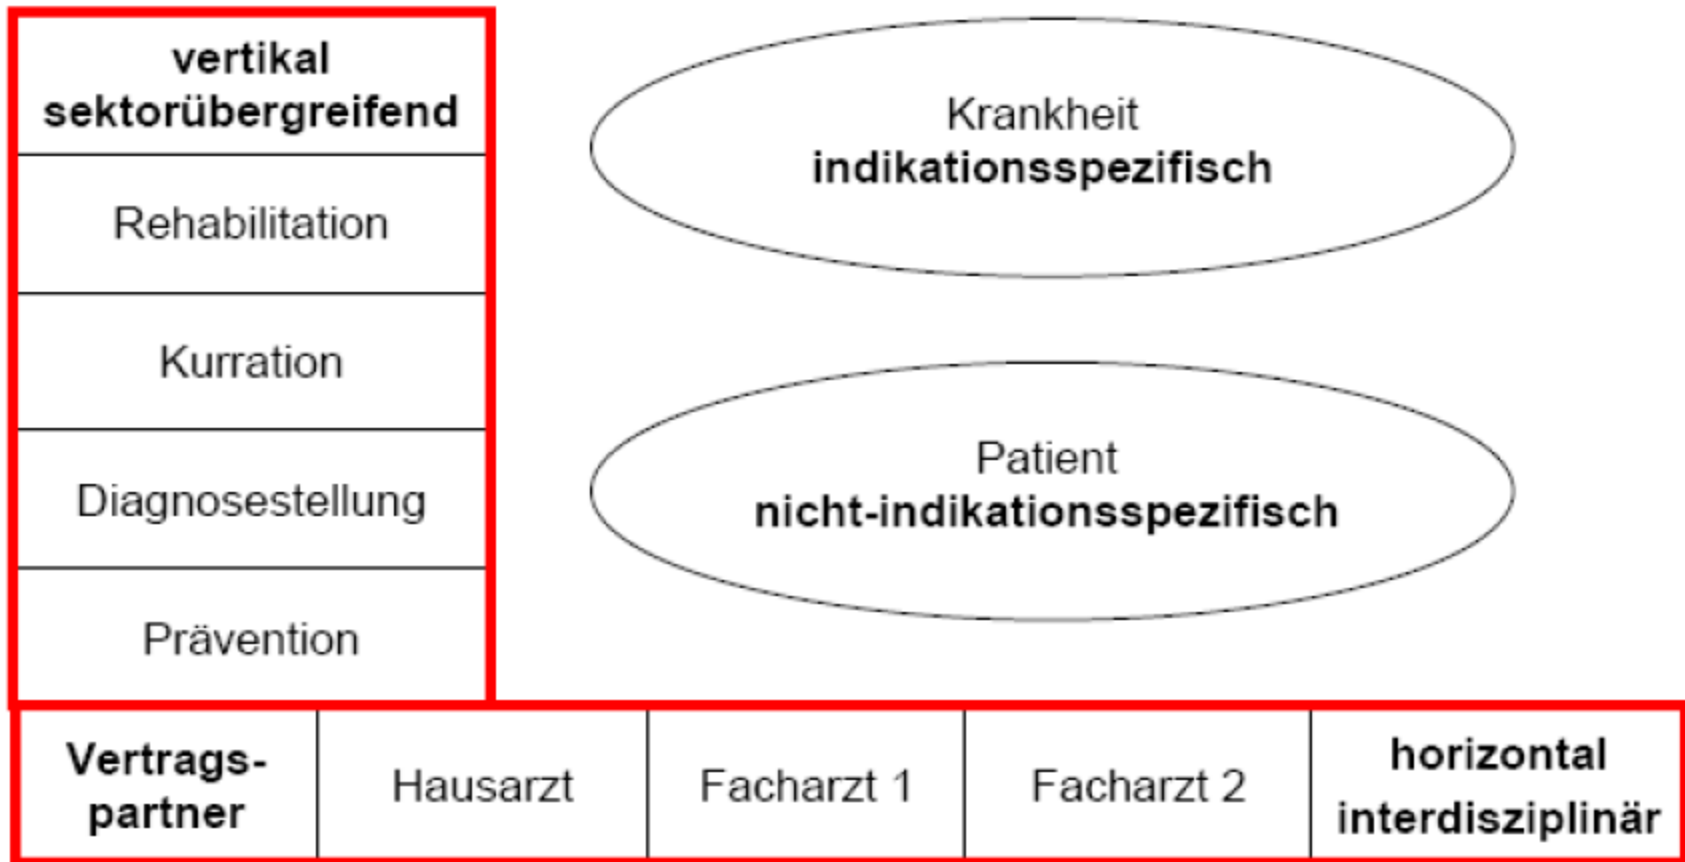 vertikal
sektorübergreifend
Rehabilitation
Kurration
Diagnosestellung
Prävention
Krankheit
indikationsspezifisch
Patient
nicht-indikationsspezifisch
Vertrags-
partner
Hausarzt
Facharzt 1
Facharzt 2
horizontal
interdisziplinär